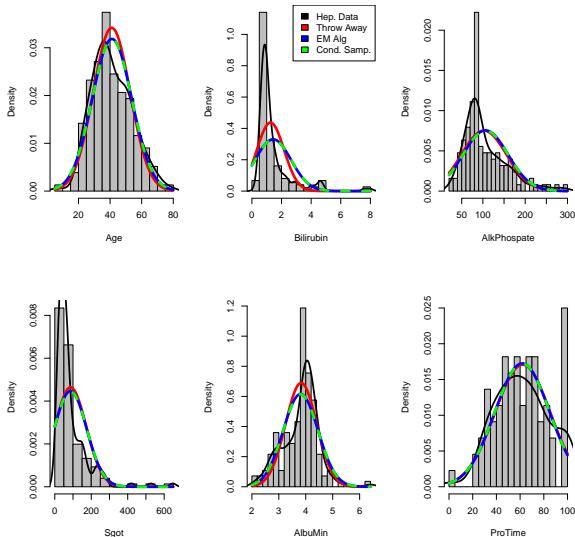 Hep. Data
Throw Away
EM Alg
Cond. Samp.
Density
0.00 0.01 0.02 0.03
20 40 60 80
Age
Density
0.0 0.2 0.4 0.6 0.8 1.0
0 2 4 6 8
Bilirubin
Density
0.000 0.005 0.010 0.015 0.020
50 100 200 300
AlkPhospate
Density
0.000 0.002 0.004 0.006 0.008
0 200 400 600
Sgot
Density
0.0 0.2 0.4 0.6 0.8 1.0 1.2
2 3 4 5 6
AlbuMin
Density
0.000 0.005 0.010 0.015 0.020 0.025
0 20 40 60 80 100
ProTime